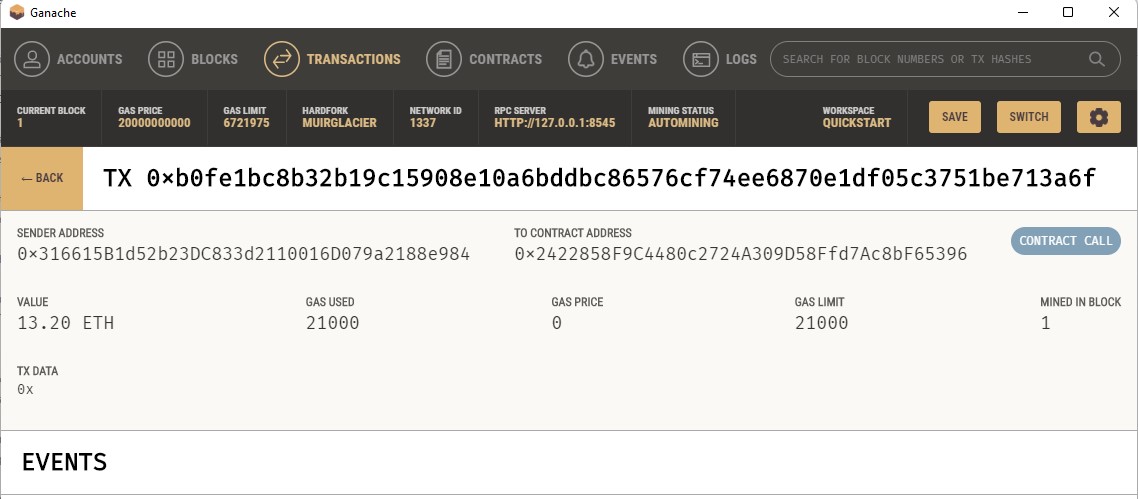 Ganache
ACCOUNTS BLOCKS TRANSACTIONS CONTRACTS EVENTS LOGS SEARCH FOR BLOCK NUMBERS OR TX HASHES
CURRENT BLOCK GAS PRICE GAS LIMIT HARDFORK NETWORK ID RPC SERVER MINING STATUS WORKSPACE
1 20000000000 6721975 MUIRGLACIER 1337 HTTP://127.0.0.1:8545 AUTOMINING QUICKSTART SAVE SWITCH
← BACK TX 0×b0fe1bc8b32b19c15908e10a6bddbc86576cf74ee6870e1df05c3751be713a6f
SENDER ADDRESS TO CONTRACT ADDRESS
0×316615B1d52b23DC833d2110016D079a2188e984 0×2422858F9C4480c2724A309D58Ffd7Ac8bF65396 CONTRACT CALL
VALUE GAS USED GAS PRICE GAS LIMIT MINED IN BLOCK
13.20 ETH 21000 0 21000 1
TX DATA
0x
EVENTS